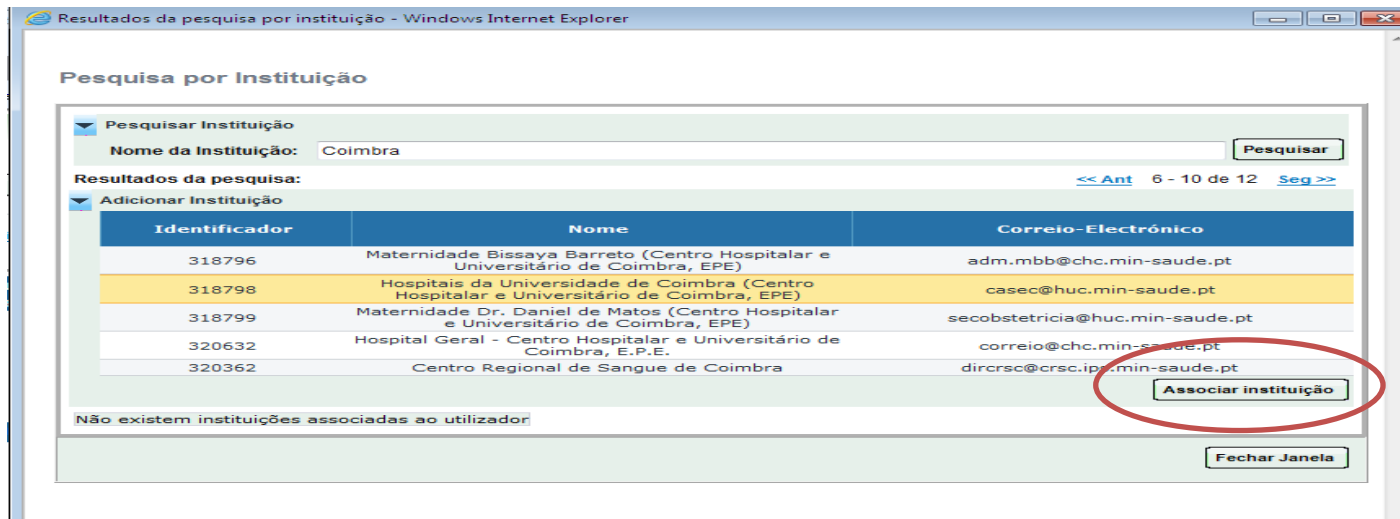 Resultados da pesquisa por instituição - Windows Internet Explorer
Pesquisa por Instituição
Pesquisar Instituição
Nome da Instituição: Coimbra Pesquisar
Resultados da pesquisa: << Ant 6 - 10 de 12 Seg >>
Adicionar Instituição
Identificador Nome Correio-Electrónico
318796 Maternidade Bissaya Barreto (Centro Hospitalar e Universitário de Coimbra, EPE) adm.mbb@chc.min-saude.pt
318798 Hospitais da Universidade de Coimbra (Centro Hospitalar e Universitário de Coimbra, EPE) casec@huc.min-saude.pt
318799 Maternidade Dr. Daniel de Matos (Centro Hospitalar e Universitário de Coimbra, EPE) secobstetricia@huc.min-saude.pt
320632 Hospital Geral - Centro Hospitalar e Universitário de Coimbra, E.P.E. correio@chc.min-saude.pt
320362 Centro Regional de Sangue de Coimbra dircrsc@crsc.ips.min-saude.pt
Associar instituição
Não existem instituições associadas ao utilizador
Fechar Janela